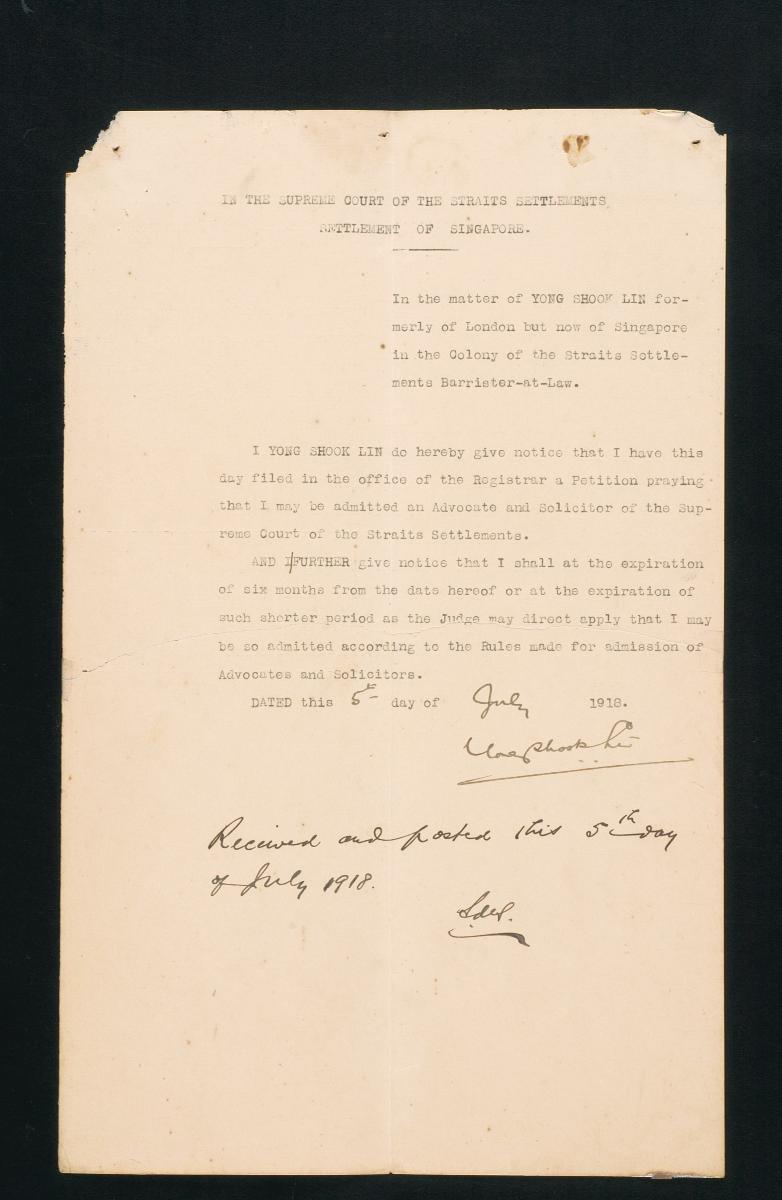 IN THE SUPREME COURT OF THE STRAITS SETTLEMENTS
SETTLEMENT OF SINGAPORE.
In the matter of YONG SHOOK LIN for-
merly of London but now of Singapore
in the Colony of the Straits Settle-
ments Barrister-at-Law.
I YONG SHOOK LIN do hereby give notice that I have this
day filed in the office of the Registrar a Petition praying
that I may be admitted an Advocate and Solicitor of the Sup-
reme Court of the Straits Settlements.
AND I/FURTHER give notice that I shall at the expiration
of six months from the date hereof or at the expiration of
such shorter period as the Judge may direct apply that I may
be so admitted according to the Rules made for admission of
Advocates and Solicitors.
DATED this 5th day of July 1918.
Yong Shook Lin
Received and posted this 5th day
of July 1918.